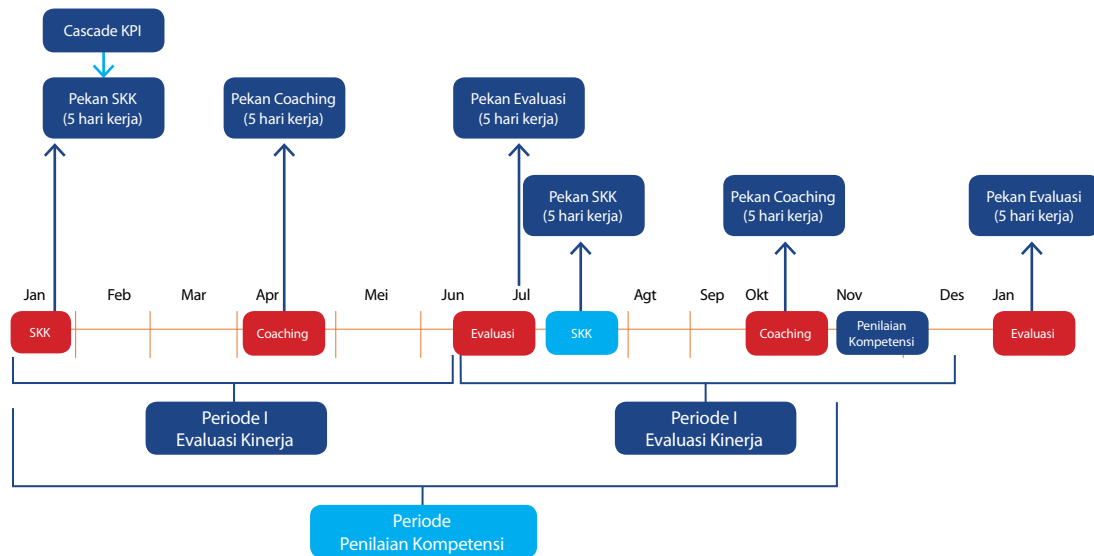 Cascade KPI
Pekan SKK
(5 hari kerja)
Pekan Coaching
(5 hari kerja)
Pekan Evaluasi
(5 hari kerja)
Pekan SKK
(5 hari kerja)
Pekan Coaching
(5 hari kerja)
Pekan Evaluasi
(5 hari kerja)
Jan
Feb
Mar
Apr
Mei
Jun
Jul
Agt
Sep
Okt
Nov
Des
Jan
SKK
Coaching
Evaluasi
SKK
Coaching
Penilaian
Kompetensi
Evaluasi
Periode I
Evaluasi Kinerja
Periode I
Evaluasi Kinerja
Periode
Penilaian Kompetensi